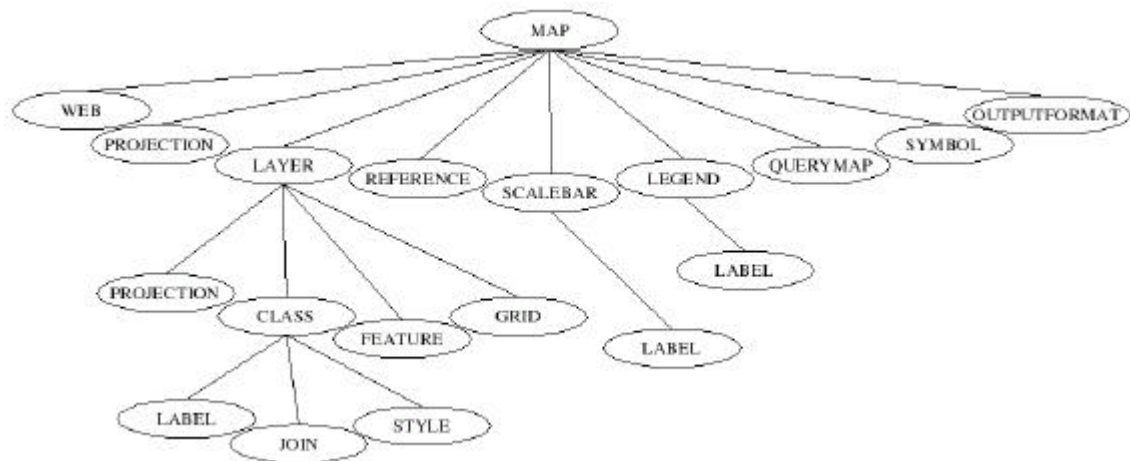 MAP
WEB
PROJECTION
LAYER
REFERENCE
SCALEBAR
LEGEND
QUERYMAP
SYMBOL
OUTPUTFORMAT
PROJECTION
CLASS
FEATURE
GRID
LABEL
LABEL
LABEL
JOIN
STYLE